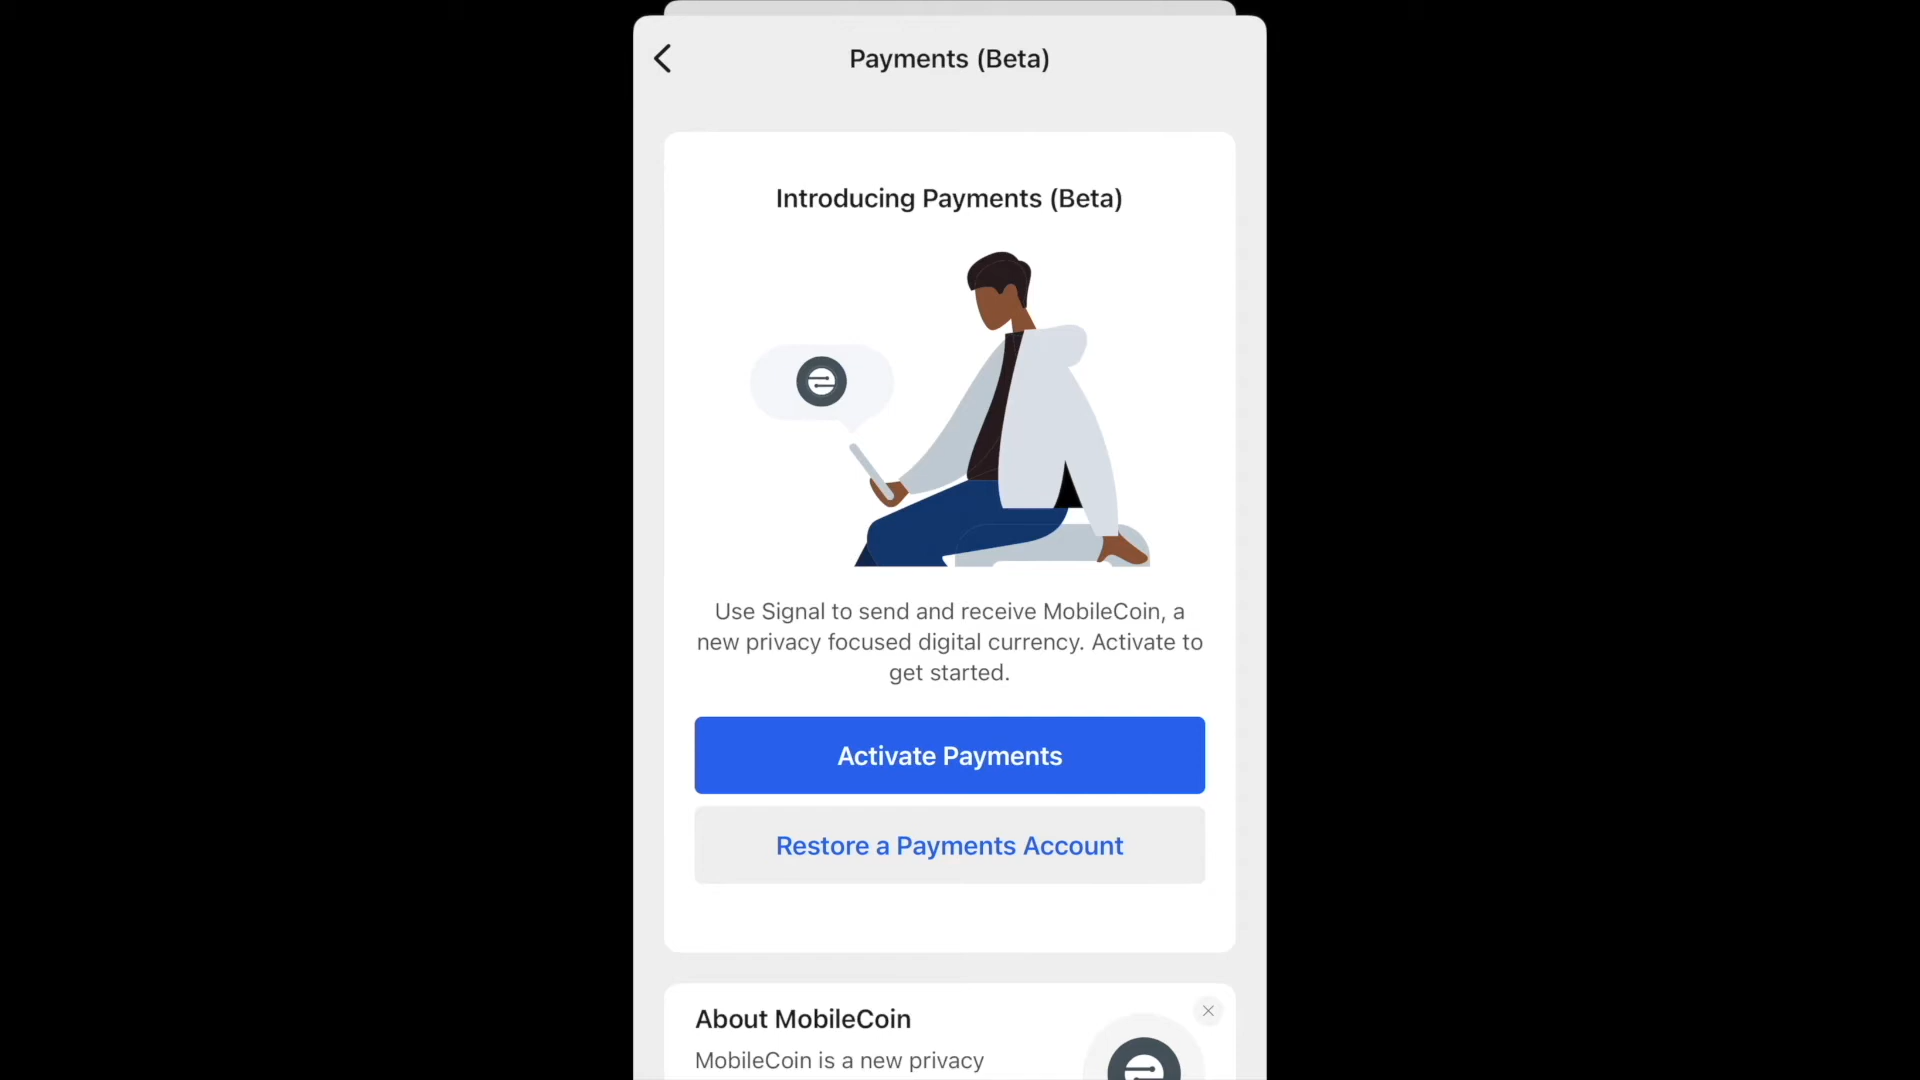 Payments (Beta)
Introducing Payments (Beta)
Use Signal to send and receive MobileCoin, a
new privacy focused digital currency. Activate to
get started.
Activate Payments
Restore a Payments Account
About MobileCoin
MobileCoin is a new privacy